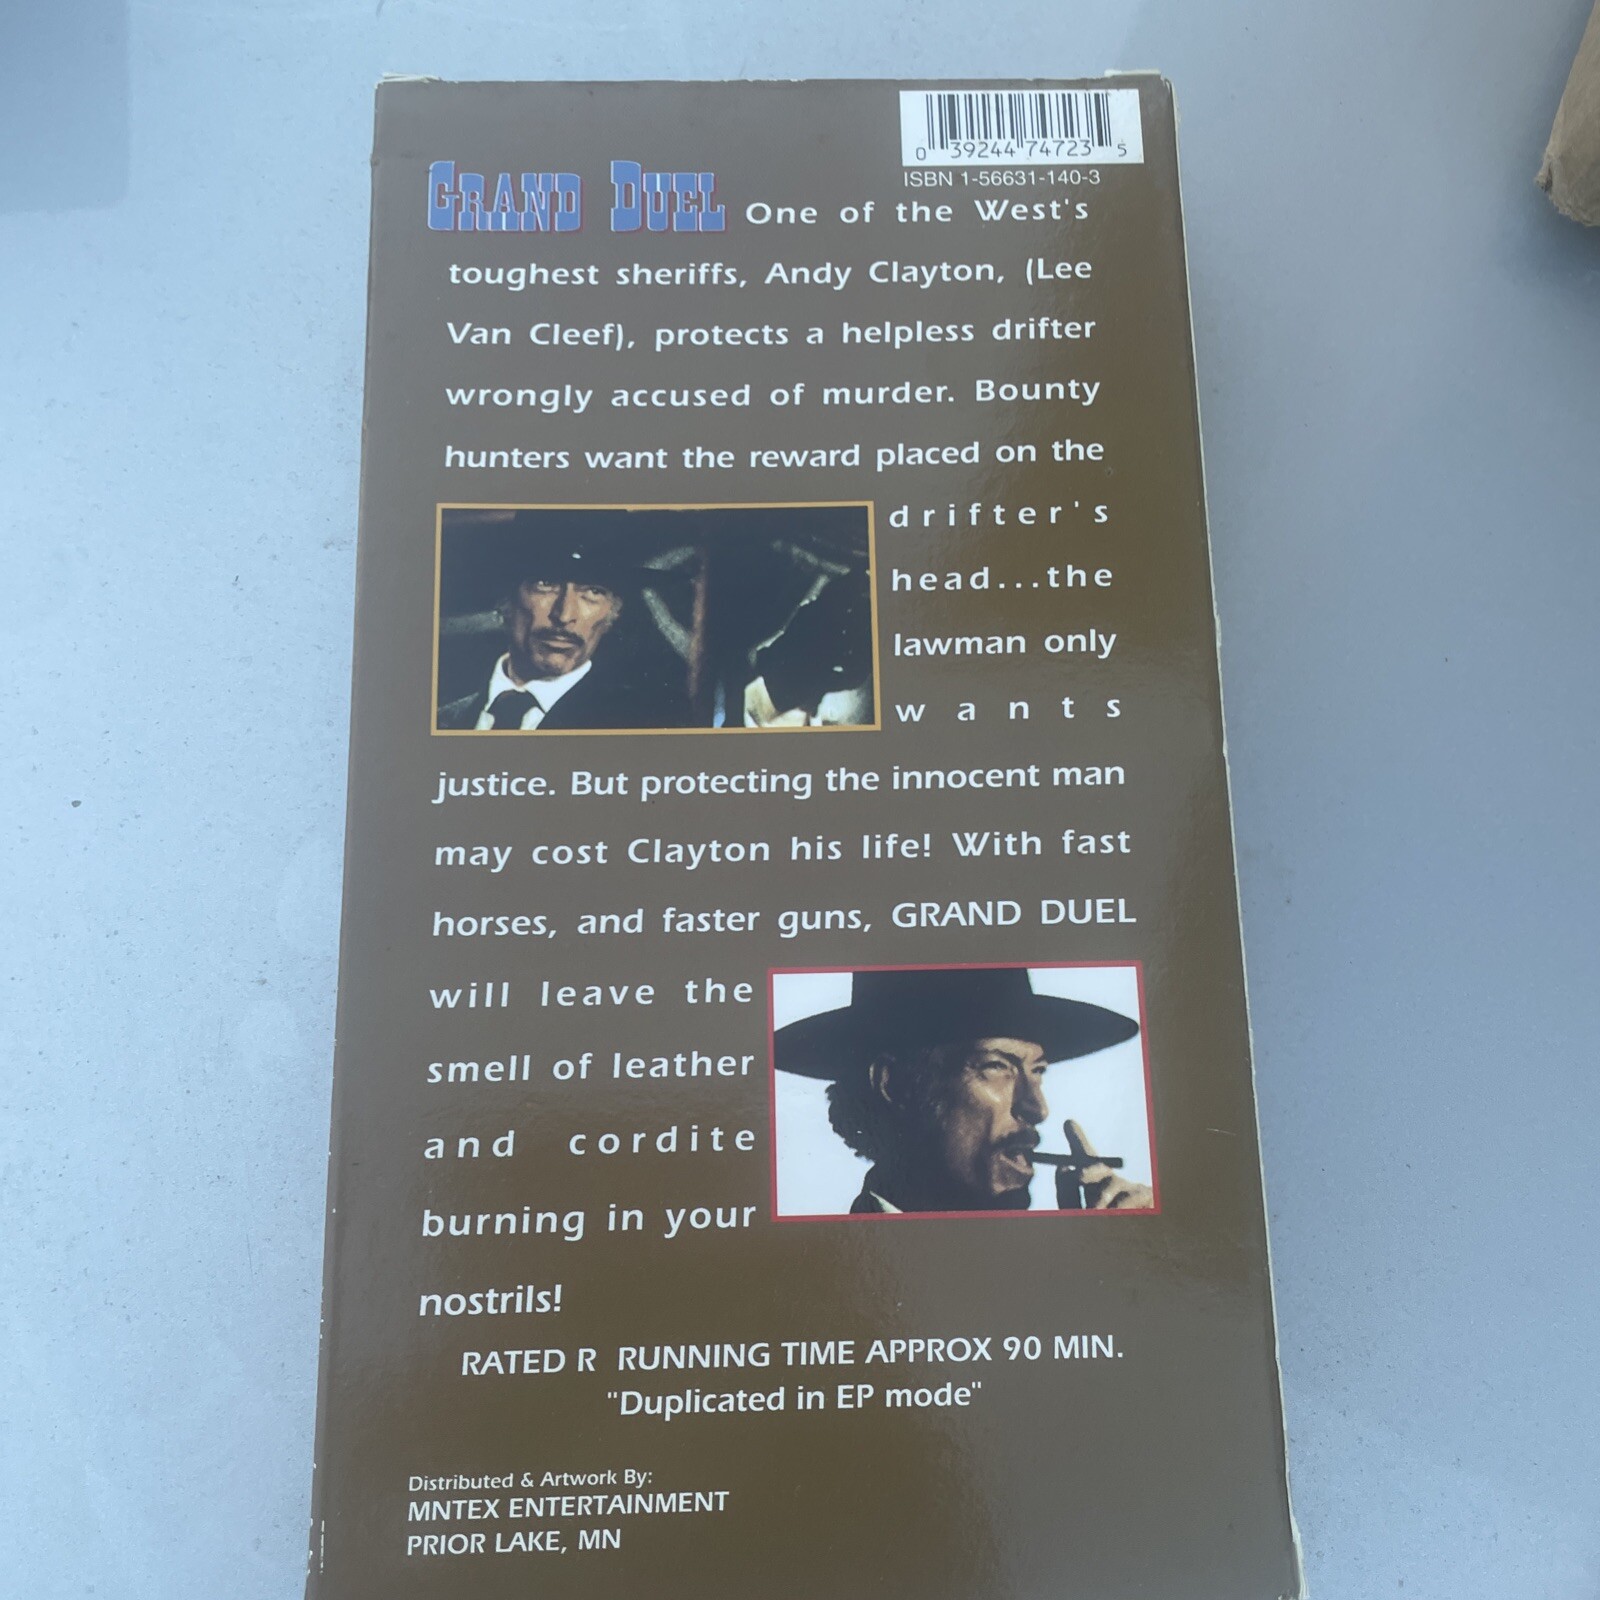 0 39244 74723 5
ISBN 1-56631-140-3
GRAND DUEL One of the West's
toughest sheriffs, Andy Clayton, (Lee
Van Cleef), protects a helpless drifter
wrongly accused of murder. Bounty
hunters want the reward placed on the
drifter's
head...the
lawman only
wants
justice. But protecting the innocent man
may cost Clayton his life! With fast
horses, and faster guns, GRAND DUEL
will leave the
smell of leather
and cordite
burning in your
nostrils!
RATED R RUNNING TIME APPROX 90 MIN.
"Duplicated in EP mode"
Distributed & Artwork By:
MNTEX ENTERTAINMENT
PRIOR LAKE, MN